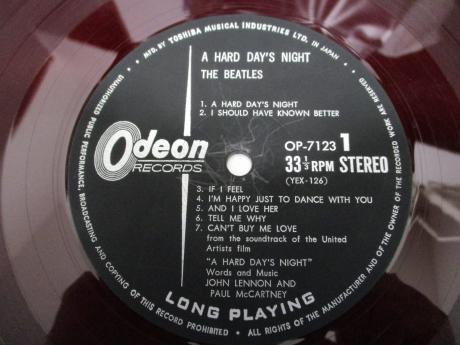 MFD. BY TOSHIBA MUSICAL INDUSTRIES LTD. IN JAPAN • ALL RIGHTS OF THE MANUFACTURER AND OF THE OWNER OF THE RECORDED WORK ARE RESERVED
UNAUTHORIZED PUBLIC PERFORMANCE, BROADCASTING AND COPYING OF THIS RECORD PROHIBITED •
A HARD DAY'S NIGHT
THE BEATLES
1. A HARD DAY'S NIGHT
2. I SHOULD HAVE KNOWN BETTER
Odeon
RECORDS
OP-7123 1
33 1/3 RPM STEREO
(YEX-126)
3. IF I FEEL
4. I'M HAPPY JUST TO DANCE WITH YOU
5. AND I LOVE HER
6. TELL ME WHY
7. CAN'T BUY ME LOVE
from the soundtrack of the United
Artists film
"A HARD DAY'S NIGHT"
Words and Music
JOHN LENNON AND
PAUL McCARTNEY
LONG PLAYING